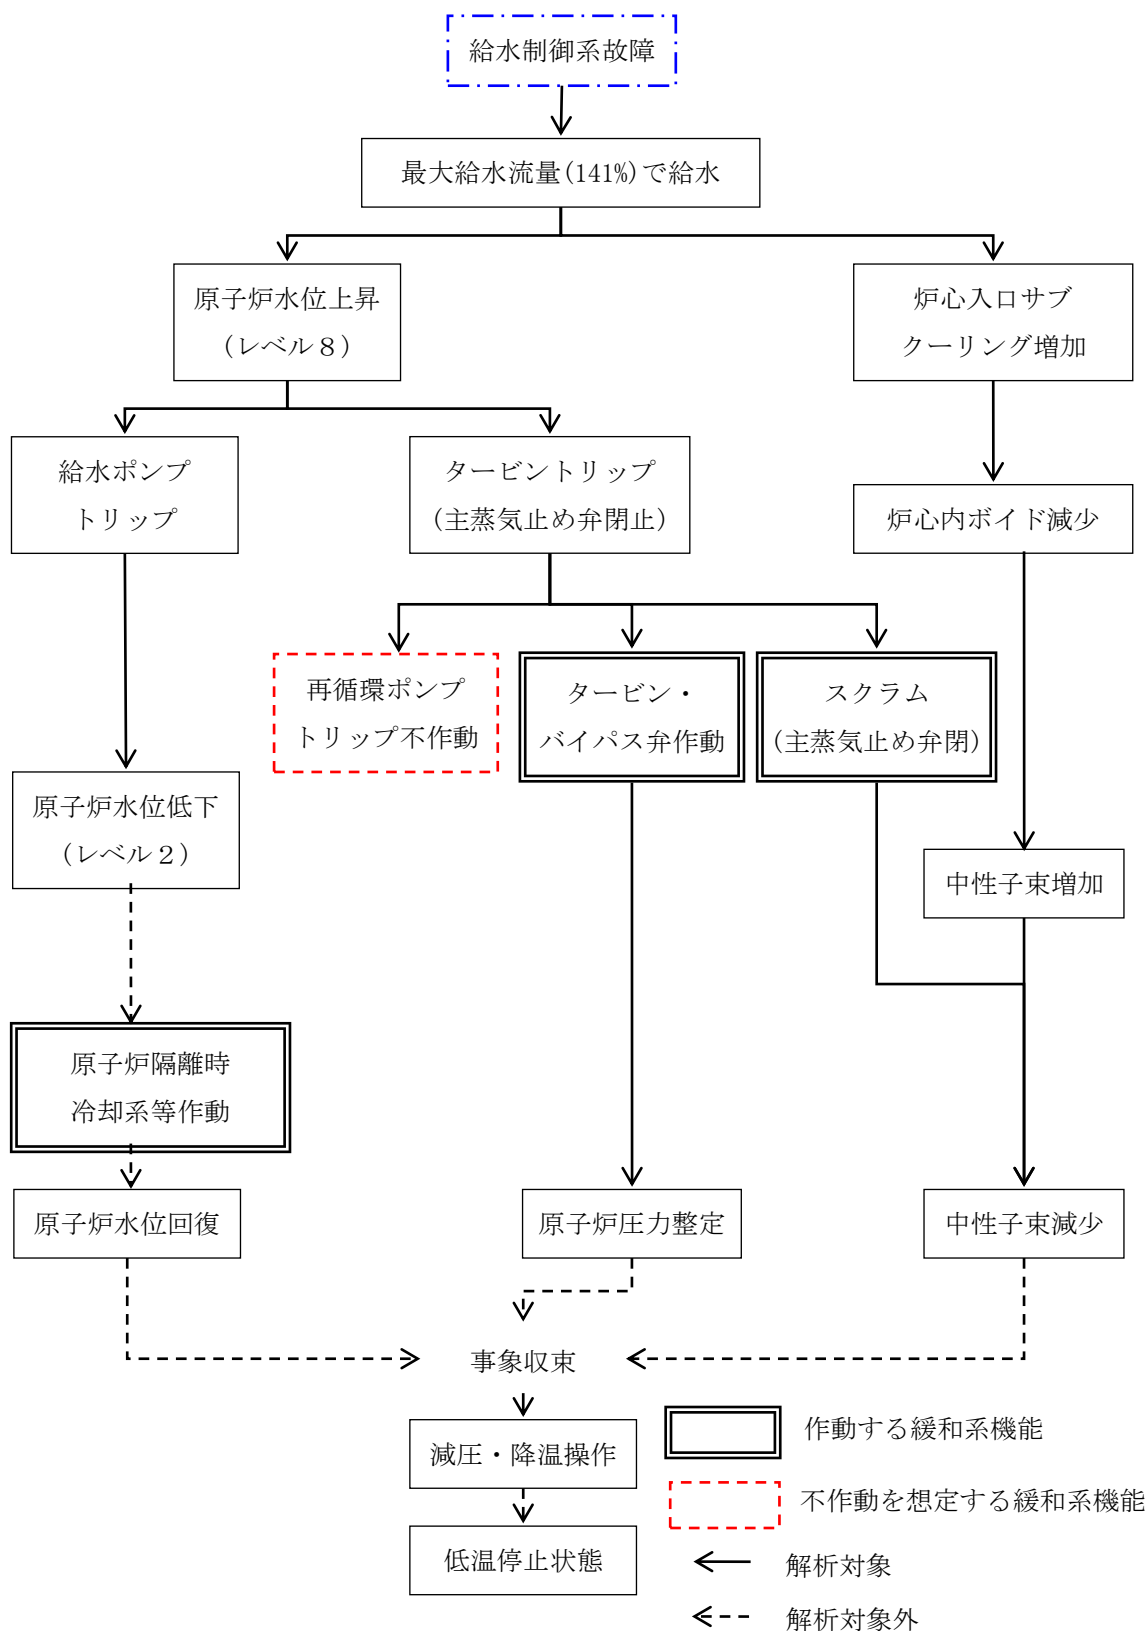 給水制御系故障
最大給水流量(141%)で給水
原子炉水位上昇
（レベル８）
炉心入口サブ
クーリング増加
給水ポンプ
トリップ
タービントリップ
(主蒸気止め弁閉止)
炉心内ボイド減少
再循環ポンプ
トリップ不作動
タービン・
バイパス弁作動
スクラム
(主蒸気止め弁閉)
原子炉水位低下
（レベル２）
中性子束増加
原子炉隔離時
冷却系等作動
原子炉水位回復
原子炉圧力整定
中性子束減少
事象収束
減圧・降温操作
低温停止状態
作動する緩和系機能
不作動を想定する緩和系機能
解析対象
解析対象外